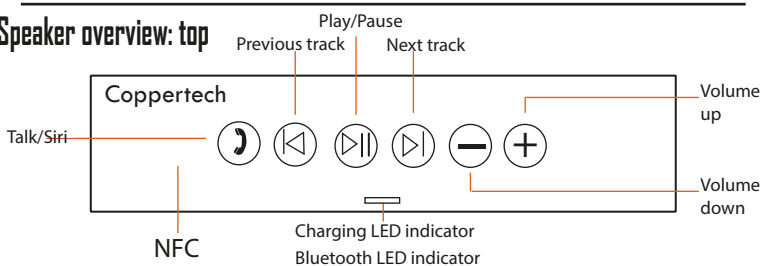 Speaker overview: top
Play/Pause
Previous track
Next track
Coppertech
Volume
up
Talk/Siri
Volume
down
NFC
Charging LED indicator
Bluetooth LED indicator